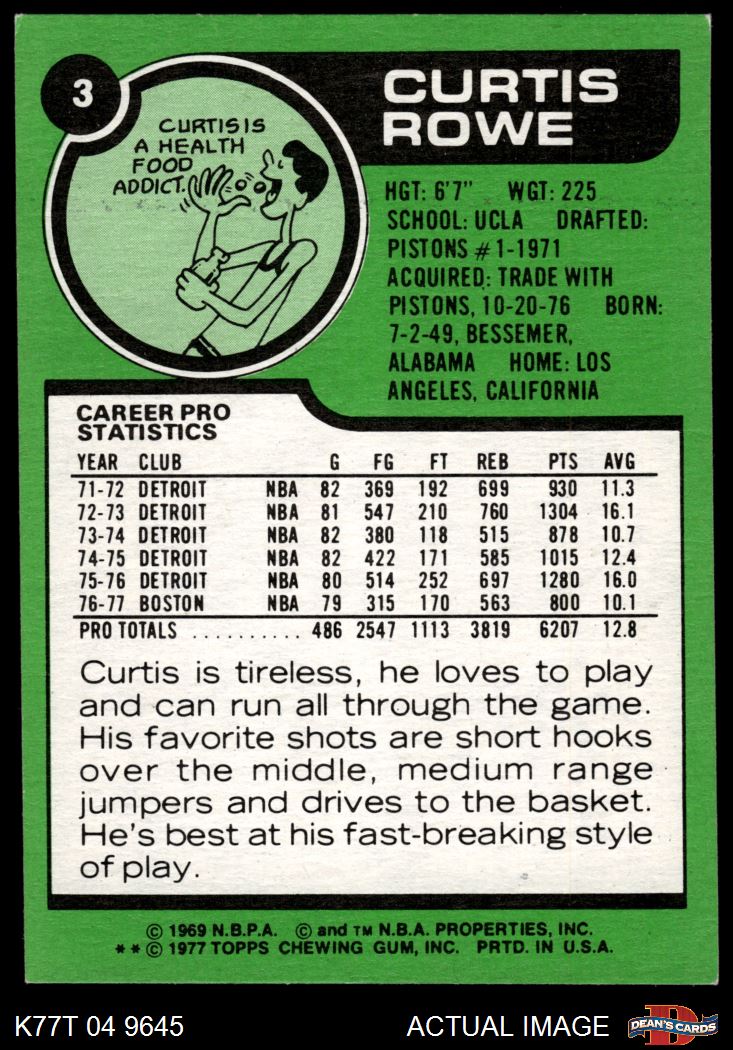 3
CURTIS
ROWE
CURTIS IS
A HEALTH
FOOD
ADDICT.
HGT: 6'7" WGT: 225
SCHOOL: UCLA DRAFTED:
PISTONS #1-1971
ACQUIRED: TRADE WITH
PISTONS, 10-20-76 BORN:
7-2-49, BESSEMER,
ALABAMA HOME: LOS
ANGELES, CALIFORNIA
CAREER PRO
STATISTICS
YEAR CLUB G FG FT REB PTS AVG
71-72 DETROIT NBA 82 369 192 699 930 11.3
72-73 DETROIT NBA 81 547 210 760 1304 16.1
73-74 DETROIT NBA 82 380 118 515 878 10.7
74-75 DETROIT NBA 82 422 171 585 1015 12.4
75-76 DETROIT NBA 80 514 252 697 1280 16.0
76-77 BOSTON NBA 79 315 170 563 800 10.1
PRO TOTALS .......... 486 2547 1113 3819 6207 12.8
Curtis is tireless, he loves to play
and can run all through the game.
His favorite shots are short hooks
over the middle, medium range
jumpers and drives to the basket.
He's best at his fast-breaking style
of play.
© 1969 N.B.P.A. © and TM N.B.A. PROPERTIES, INC.
**© 1977 TOPPS CHEWING GUM, INC. PRTD. IN U.S.A.
K77T 04 9645 ACTUAL IMAGE
D
DEAN'S CARDS